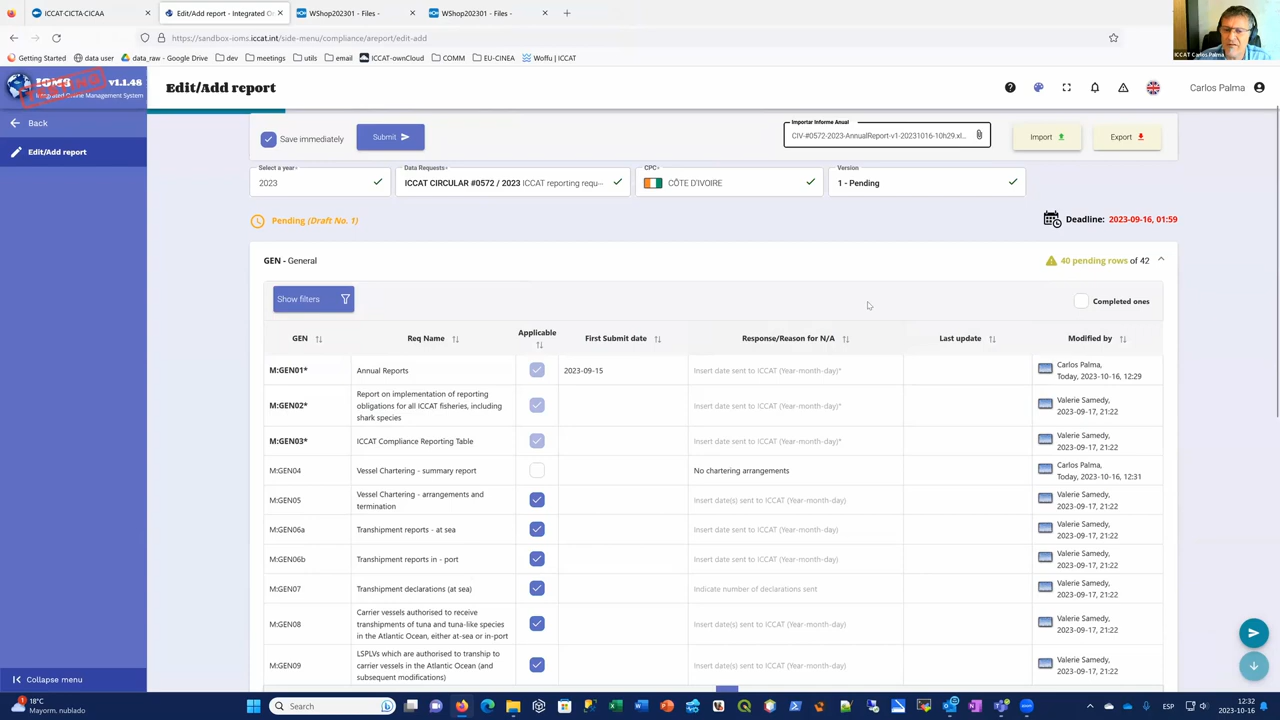 ICCAT-CICTA-CICAA
Edit/Add report - Integrated O
WShop202301 - Files -
WShop202301 - Files -
https://sandbox-ioms.iccat.int/side-menu/compliance/areport/edit-add
Getting Started
data user
data_raw - Google Drive
dev
meetings
utils
email
ICCAT-ownCloud
COMM
EU-CINEA
Woffu | ICCAT
ICCAT Carlos Palma
IOMS v1.1.48
Integrated Online Management System
Back
Edit/Add report
Collapse menu
Edit/Add report
Carlos Palma
Save immediately
Submit
Importar Informe Anual
CIV-#0572-2023-AnnualReport-v1-20231016-10h29.xl...
Import
Export
Select a year*
2023
Data Requests*
ICCAT CIRCULAR #0572 / 2023 ICCAT reporting requ--
CPC*
CÔTE D'IVOIRE
Version
1 - Pending
Pending (Draft No. 1)
Deadline: 2023-09-16, 01:59
GEN - General
40 pending rows of 42
Show filters
Completed ones
GEN
Req Name
Applicable
First Submit date
Response/Reason for N/A
Last update
Modified by
M:GEN01*
Annual Reports
2023-09-15
Insert date sent to ICCAT (Year-month-day)*
Carlos Palma,
Today, 2023-10-16, 12:29
M:GEN02*
Report on implementation of reporting
obligations for all ICCAT fisheries, including
shark species
Insert date sent to ICCAT (Year-month-day)*
Valerie Samedy,
2023-09-17, 21:22
M:GEN03*
ICCAT Compliance Reporting Table
Insert date sent to ICCAT (Year-month-day)*
Valerie Samedy,
2023-09-17, 21:22
M:GEN04
Vessel Chartering - summary report
No chartering arrangements
Carlos Palma,
Today, 2023-10-16, 12:31
M:GEN05
Vessel Chartering - arrangements and
termination
Insert date(s) sent to ICCAT (Year-month-day)
Valerie Samedy,
2023-09-17, 21:22
M:GEN06a
Transhipment reports - at sea
Insert date(s) sent to ICCAT (Year-month-day)
Valerie Samedy,
2023-09-17, 21:22
M:GEN06b
Transhipment reports in - port
Insert date(s) sent to ICCAT (Year-month-day)
Valerie Samedy,
2023-09-17, 21:22
M:GEN07
Transhipment declarations (at sea)
Indicate number of declarations sent
Valerie Samedy,
2023-09-17, 21:22
M:GEN08
Carrier vessels authorised to receive
transhipments of tuna and tuna-like species
in the Atlantic Ocean, either at-sea or in-port
Insert date(s) sent to ICCAT (Year-month-day)
Valerie Samedy,
2023-09-17, 21:22
M:GEN09
LSPLVs which are authorised to tranship to
carrier vessels in the Atlantic Ocean (and
subsequent modifications)
Insert date(s) sent to ICCAT (Year-month-day)
Valerie Samedy,
2023-09-17, 21:22
18°C
Mayorm. nublado
Search
ESP
12:32
2023-10-16